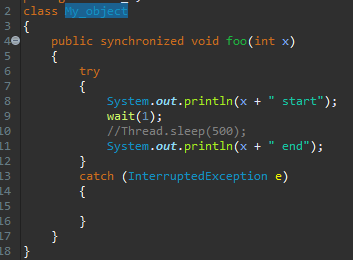 2 class My_object
3 {
4 public synchronized void foo(int x)
5 {
6 try
7 {
8 System.out.println(x + " start");
9 wait(1);
10 //Thread.sleep(500);
11 System.out.println(x + " end");
12 }
13 catch (InterruptedException e)
14 {
15
16 }
17 }
18 }